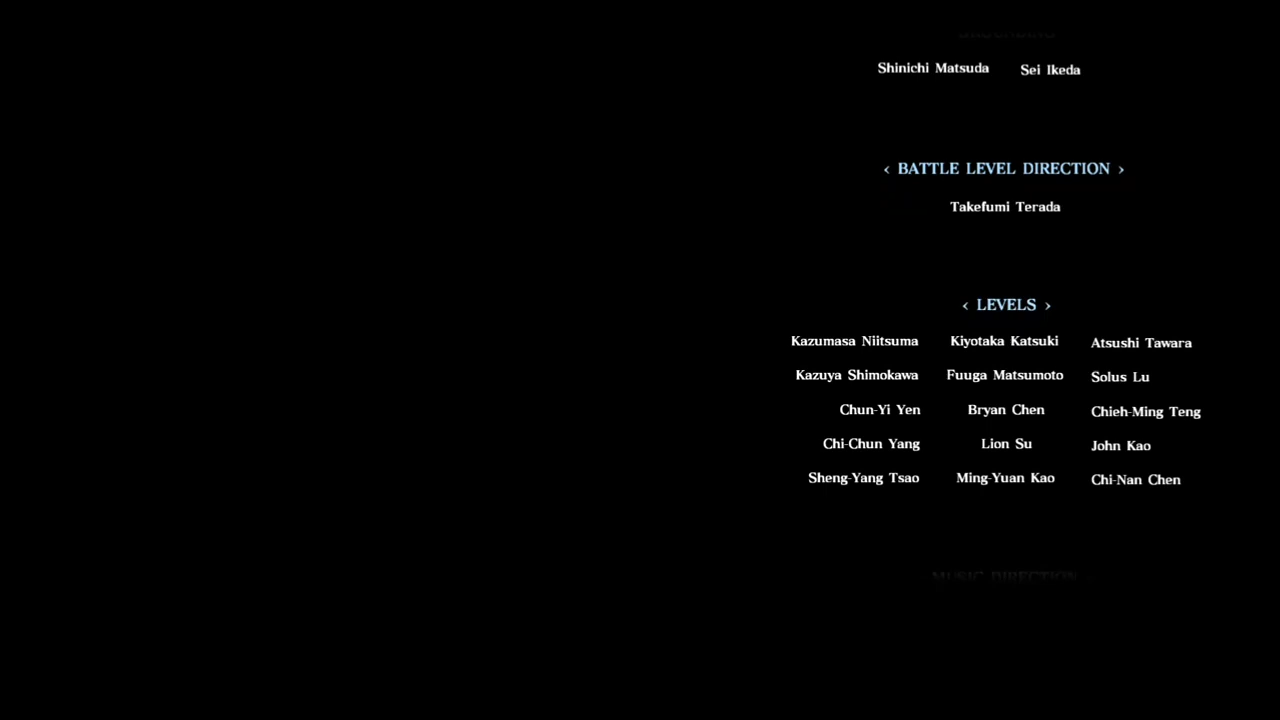 Shinichi Matsuda Sei Ikeda
‹ BATTLE LEVEL DIRECTION ›
Takefumi Terada
‹ LEVELS ›
Kazumasa Niitsuma Kiyotaka Katsuki Atsushi Tawara
Kazuya Shimokawa Fuuga Matsumoto Solus Lu
Chun-Yi Yen Bryan Chen Chieh-Ming Teng
Chi-Chun Yang Lion Su John Kao
Sheng-Yang Tsao Ming-Yuan Kao Chi-Nan Chen
MUSIC DIRECTION